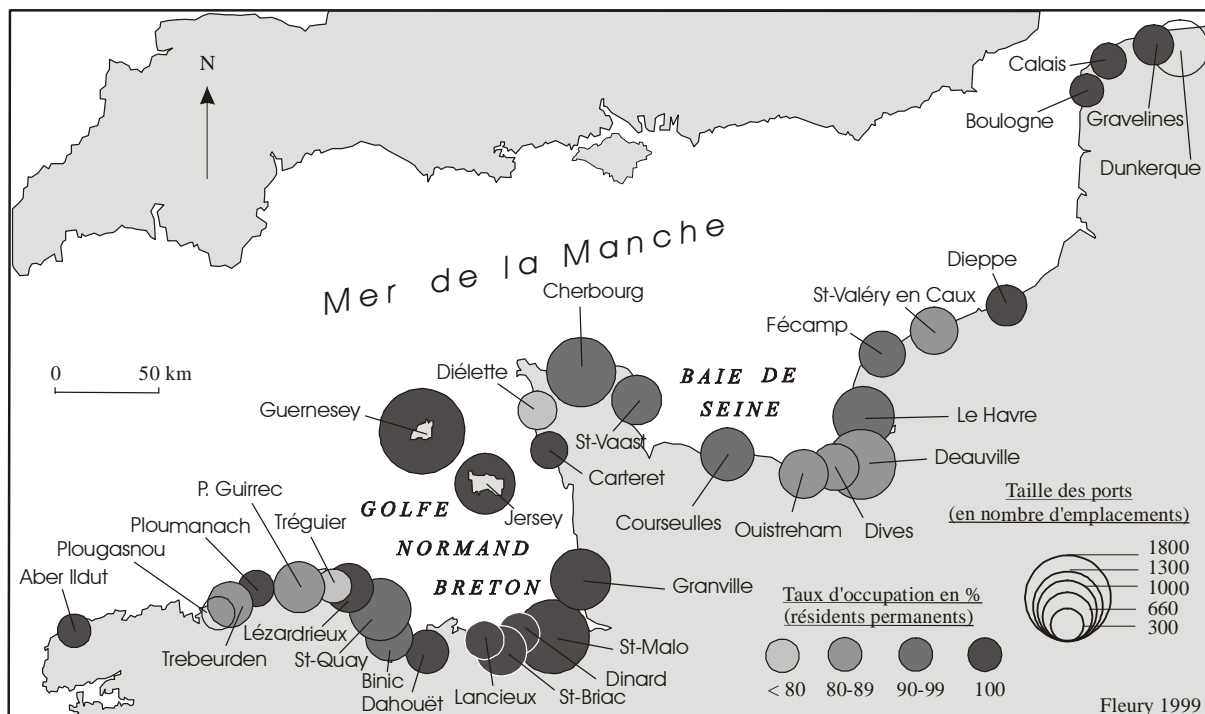 N
Calais
Boulogne
Gravelines
Dunkerque
Mer de la Manche
Dieppe
St-Valéry en Caux
Fécamp
Cherbourg
0 50 km
Diélette
BAIE DE
SEINE
Guernesey
Le Havre
St-Vaast
Deauville
Carteret
P. Guirrec
Jersey
Courseulles
Ouistreham
Dives
Tréguier
GOLFE
NORMAND
BRETON
Ploumanach
Plougasnou
Aber Ildut
Granville
Lézardrieux
Trebeurden
St-Quay
St-Malo
Binic
Dinard
Dahouët
Lancieux
St-Briac
Taille des ports
(en nombre d'emplacements)
1800
1300
1000
660
300
Taux d'occupation en %
(résidents permanents)
< 80 80-89 90-99 100
Fleury 1999